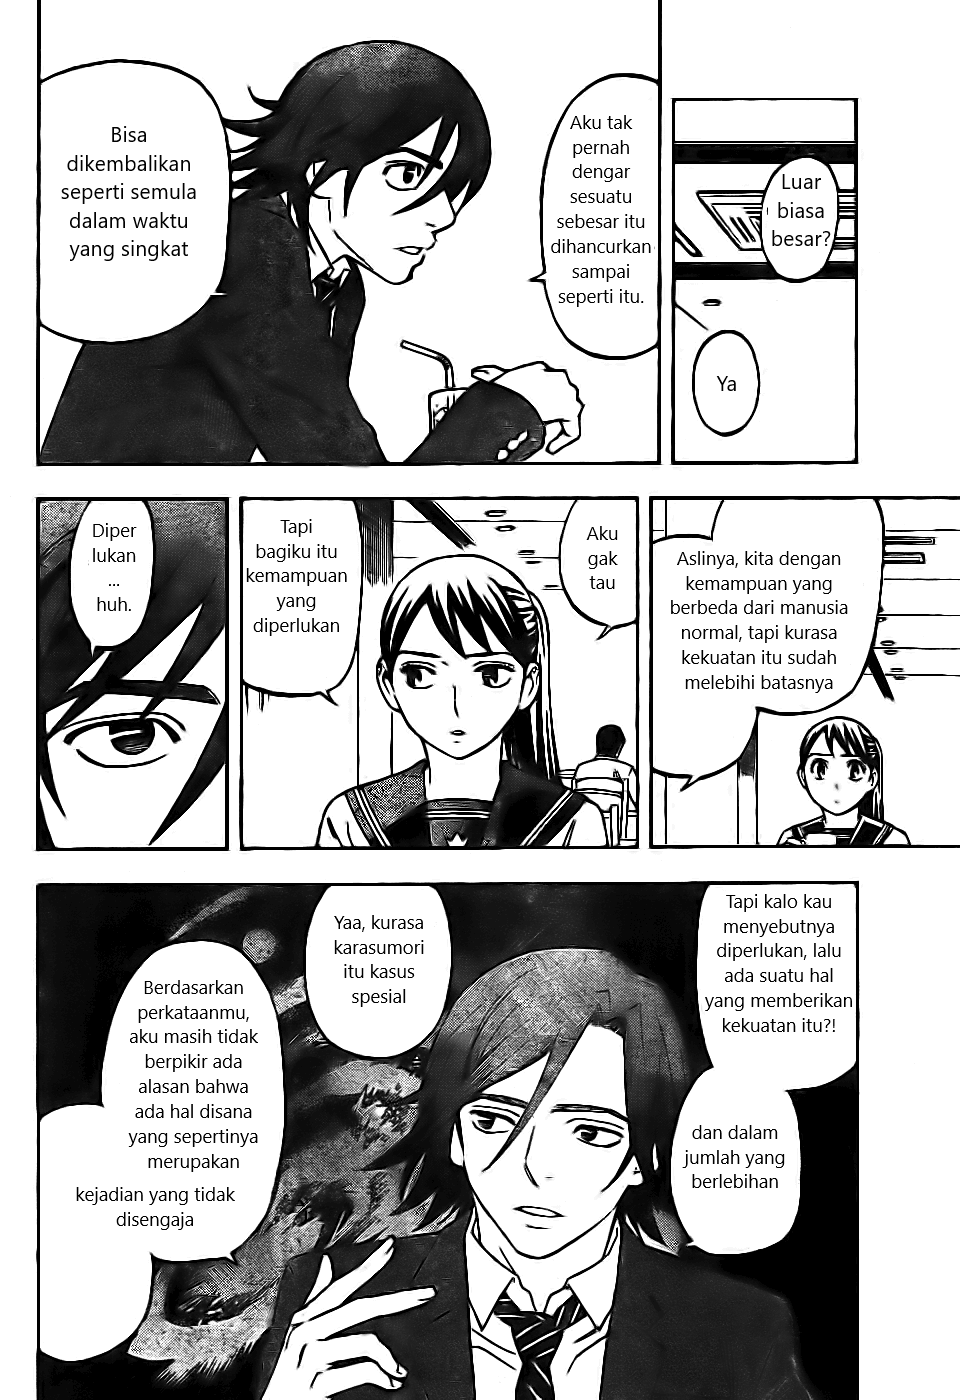 Luar
biasa
besar?
Ya
Aku tak
pernah
dengar
sesuatu
sebesar itu
dihancurkan
sampai
seperti itu.
Bisa
dikembalikan
seperti semula
dalam waktu
yang singkat
Aslinya, kita dengan
kemampuan yang
berbeda dari manusia
normal, tapi kurasa
kekuatan itu sudah
melebihi batasnya
Aku
gak
tau
Tapi
bagiku itu
kemampuan
yang
diperlukan
Diper
lukan
...
huh.
Tapi kalo kau
menyebutnya
diperlukan, lalu
ada suatu hal
yang memberikan
kekuatan itu?!
dan dalam
jumlah yang
berlebihan
Yaa, kurasa
karasumori
itu kasus
spesial
Berdasarkan
perkataanmu,
aku masih tidak
berpikir ada
alasan bahwa
ada hal disana
yang sepertinya
merupakan
kejadian yang tidak
disengaja